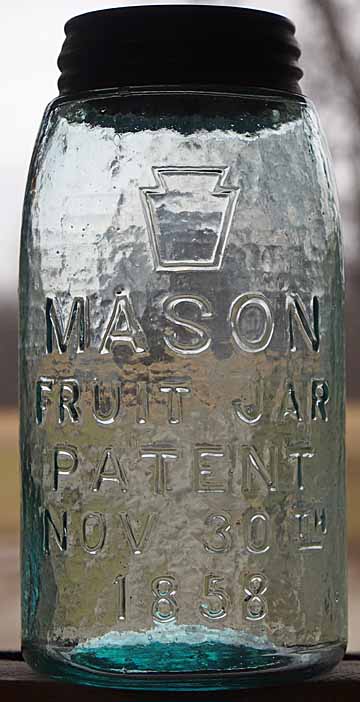 MASON
FRUIT JAR
PATENT
NOV 30TH
1858